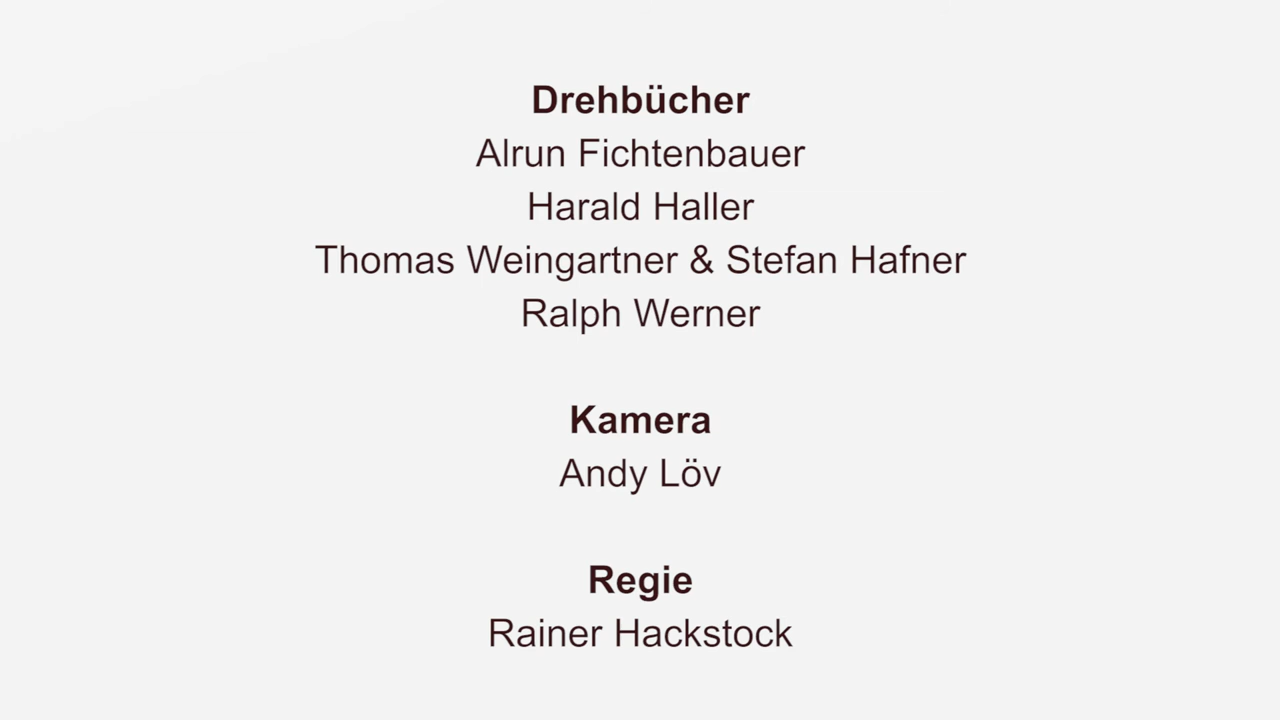 Drehbücher
Alrun Fichtenbauer
Harald Haller
Thomas Weingartner & Stefan Hafner
Ralph Werner
Kamera
Andy Löv
Regie
Rainer Hackstock